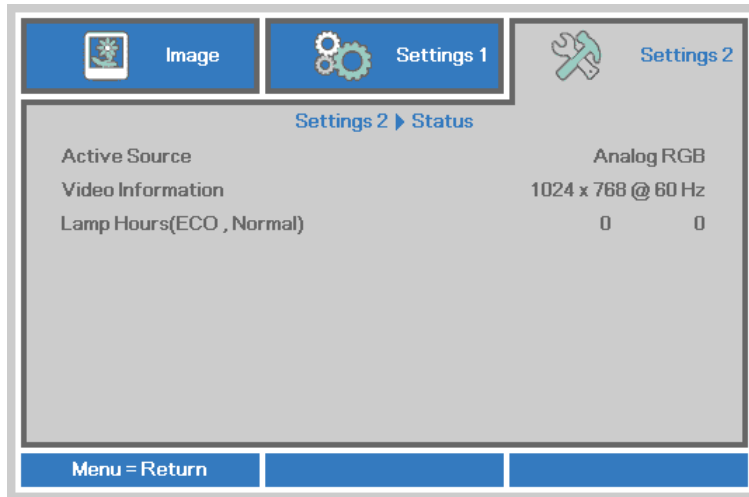 Image Settings 1 Settings 2
Settings 2 ▶ Status
Active Source Analog RGB
Video Information 1024 x 768 @ 60 Hz
Lamp Hours(ECO , Normal) 0 0
Menu = Return